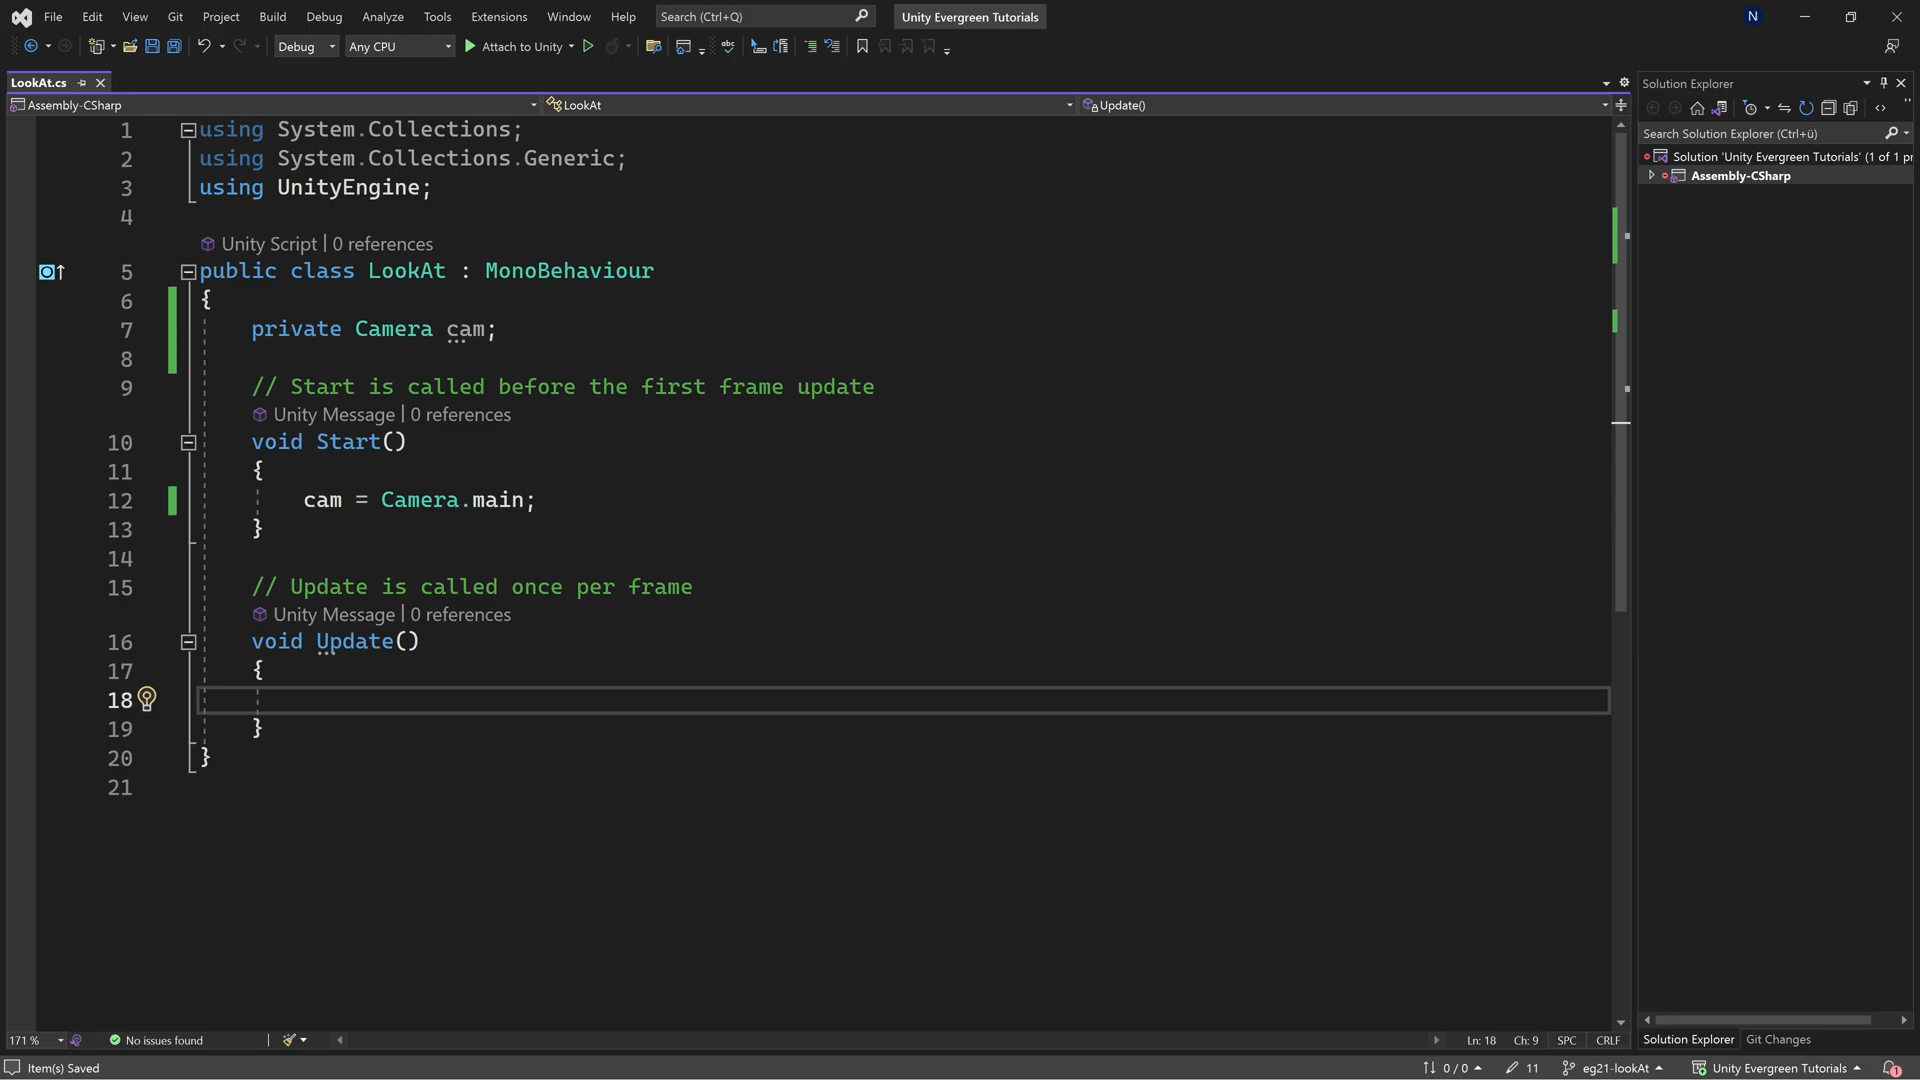 File Edit View Git Project Build Debug Analyze Tools Extensions Window Help Search (Ctrl+Q) Unity Evergreen Tutorials N
Debug Any CPU Attach to Unity abc
LookAt.cs Solution Explorer
Assembly-CSharp LookAt Update()
Search Solution Explorer (Ctrl+ü)
Solution 'Unity Evergreen Tutorials' (1 of 1 pr
Assembly-CSharp
1 using System.Collections;
2 using System.Collections.Generic;
3 using UnityEngine;
4
Unity Script | 0 references
5 public class LookAt : MonoBehaviour
6 {
7 private Camera cam;
8
9 // Start is called before the first frame update
Unity Message | 0 references
10 void Start()
11 {
12 cam = Camera.main;
13 }
14
15 // Update is called once per frame
Unity Message | 0 references
16 void Update()
17 {
18
19 }
20 }
21
171 % No issues found Ln: 18 Ch: 9 SPC CRLF Solution Explorer Git Changes
Item(s) Saved 0 / 0 11 eg21-lookAt Unity Evergreen Tutorials 1